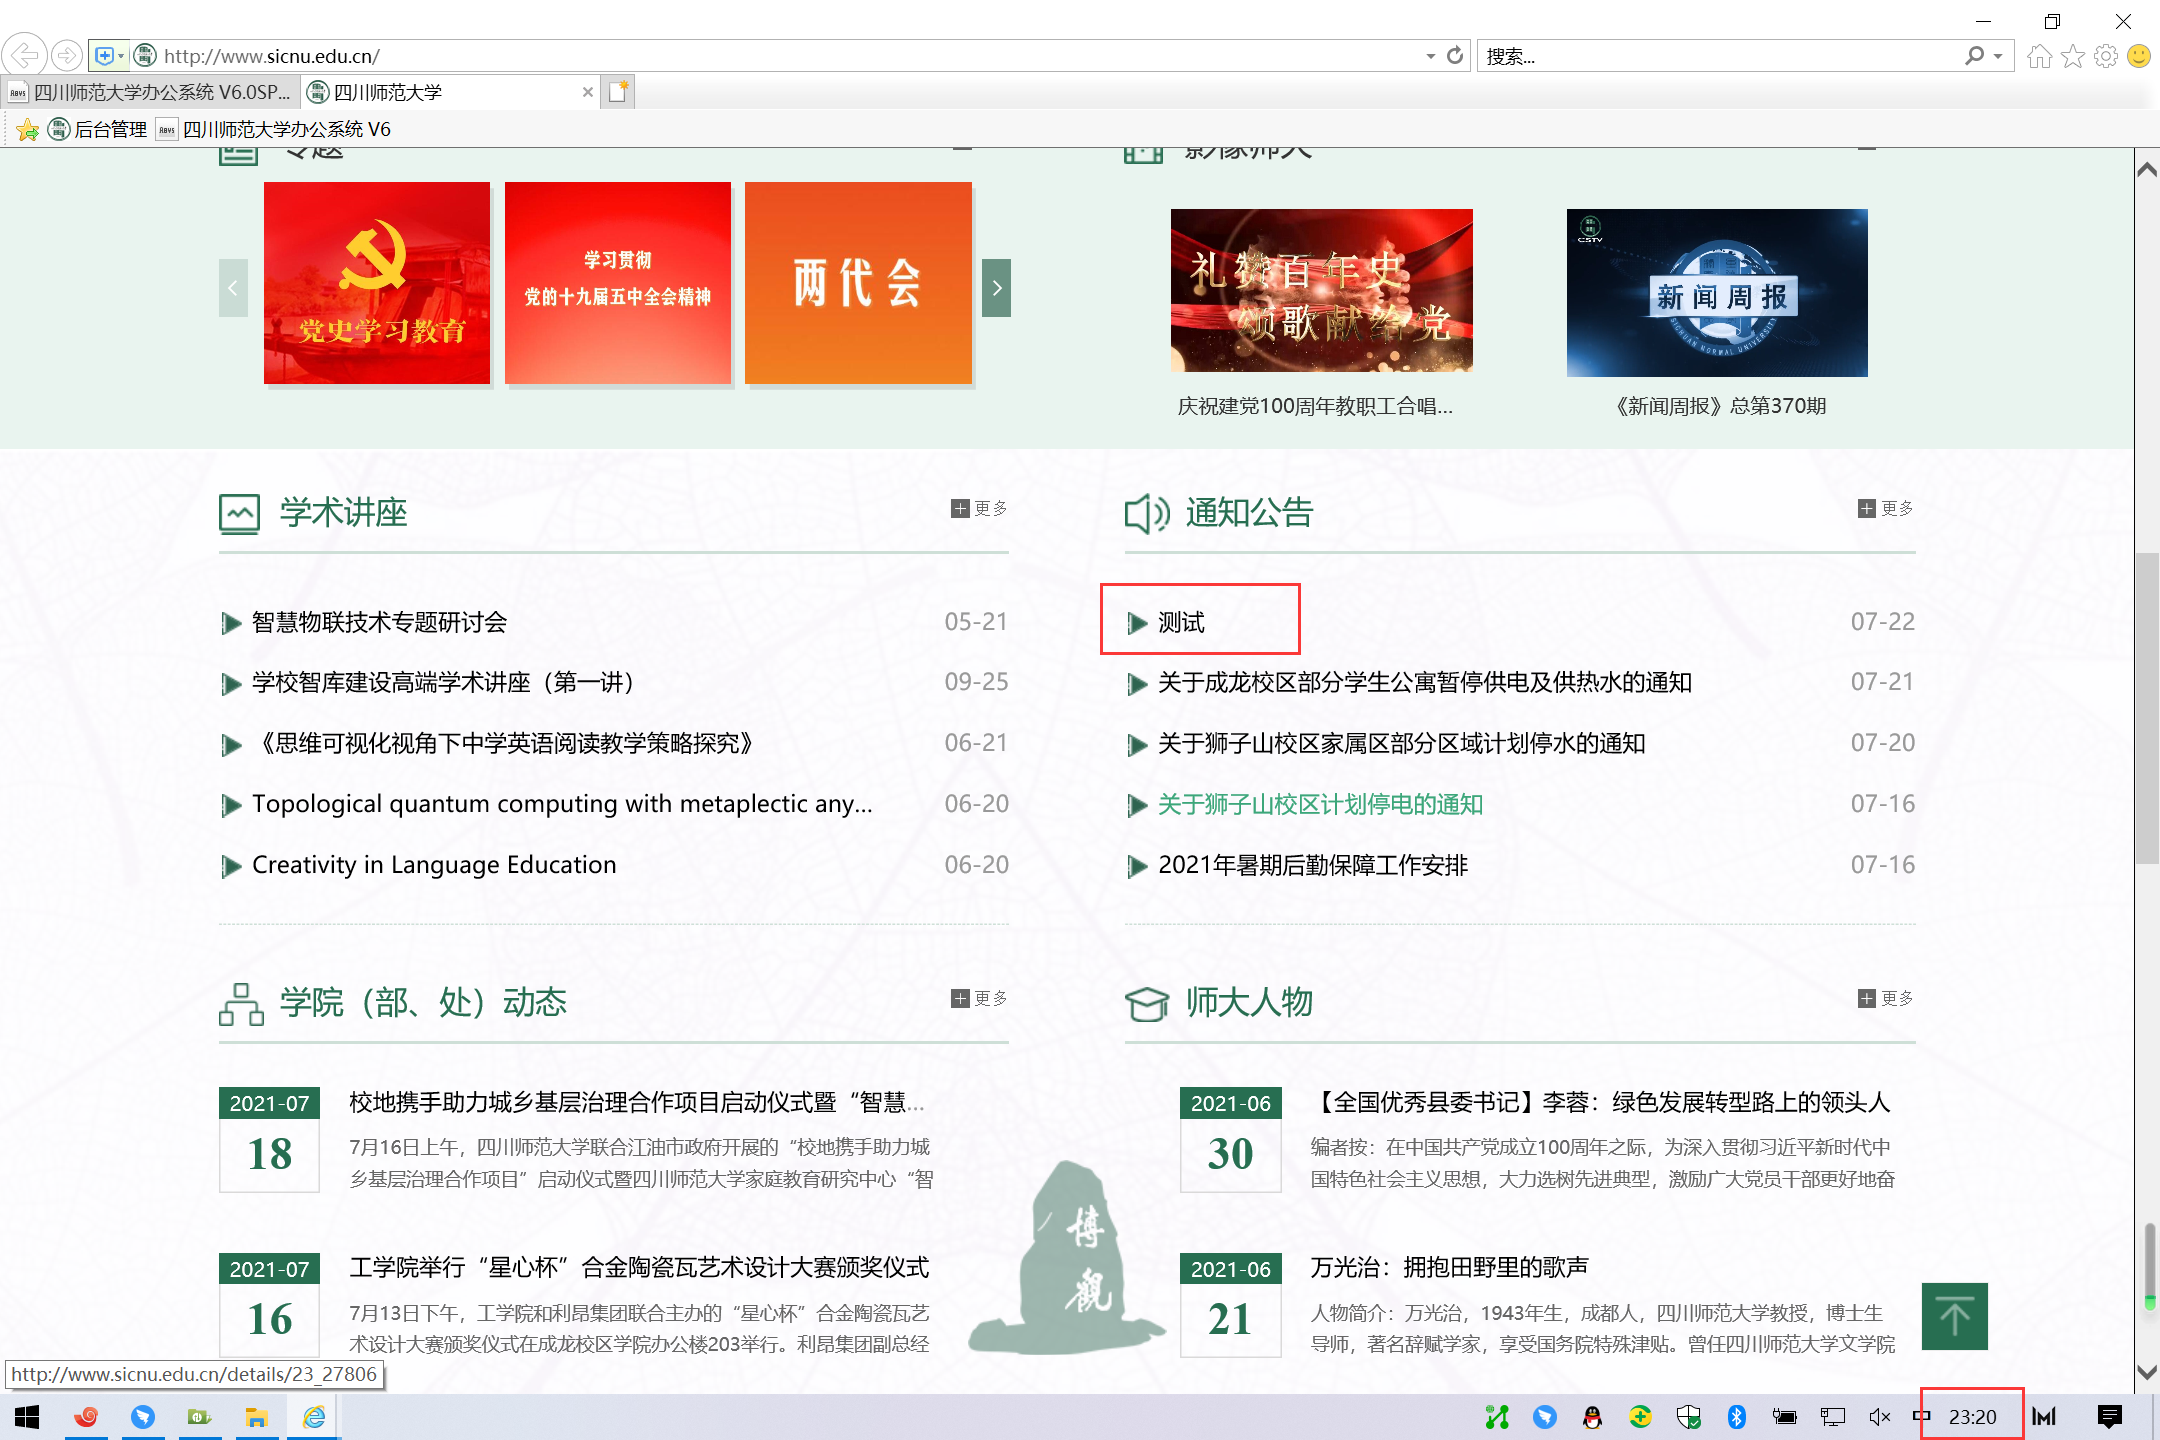 http://www.sicnu.edu.cn/
搜索...
四川师范大学办公系统 V6.0SP...
四川师范大学
后台管理
四川师范大学办公系统 V6
专题
影像师大
党史学习教育
学习贯彻
党的十九届五中全会精神
两代会
礼赞百年史
颂歌献给党
CSTV
新闻周报
SICHUAN NORMAL UNIVERSITY
庆祝建党100周年教职工合唱...
《新闻周报》总第370期
学术讲座
更多
智慧物联技术专题研讨会 05-21
学校智库建设高端学术讲座（第一讲） 09-25
《思维可视化视角下中学英语阅读教学策略探究》 06-21
Topological quantum computing with metaplectic any... 06-20
Creativity in Language Education 06-20
通知公告
更多
测试 07-22
关于成龙校区部分学生公寓暂停供电及供热水的通知 07-21
关于狮子山校区家属区部分区域计划停水的通知 07-20
关于狮子山校区计划停电的通知 07-16
2021年暑期后勤保障工作安排 07-16
学院（部、处）动态
更多
2021-07
18
校地携手助力城乡基层治理合作项目启动仪式暨“智慧...
7月16日上午，四川师范大学联合江油市政府开展的“校地携手助力城
乡基层治理合作项目”启动仪式暨四川师范大学家庭教育研究中心“智
2021-07
16
工学院举行“星心杯”合金陶瓷瓦艺术设计大赛颁奖仪式
7月13日下午，工学院和利昂集团联合主办的“星心杯”合金陶瓷瓦艺
术设计大赛颁奖仪式在成龙校区学院办公楼203举行。利昂集团副总经
博觀
师大人物
更多
2021-06
30
【全国优秀县委书记】李蓉：绿色发展转型路上的领头人
编者按：在中国共产党成立100周年之际，为深入贯彻习近平新时代中
国特色社会主义思想，大力选树先进典型，激励广大党员干部更好地奋
2021-06
21
万光治：拥抱田野里的歌声
人物简介：万光治，1943年生，成都人，四川师范大学教授，博士生
导师，著名辞赋学家，享受国务院特殊津贴。曾任四川师范大学文学院
http://www.sicnu.edu.cn/details/23_27806
23:20